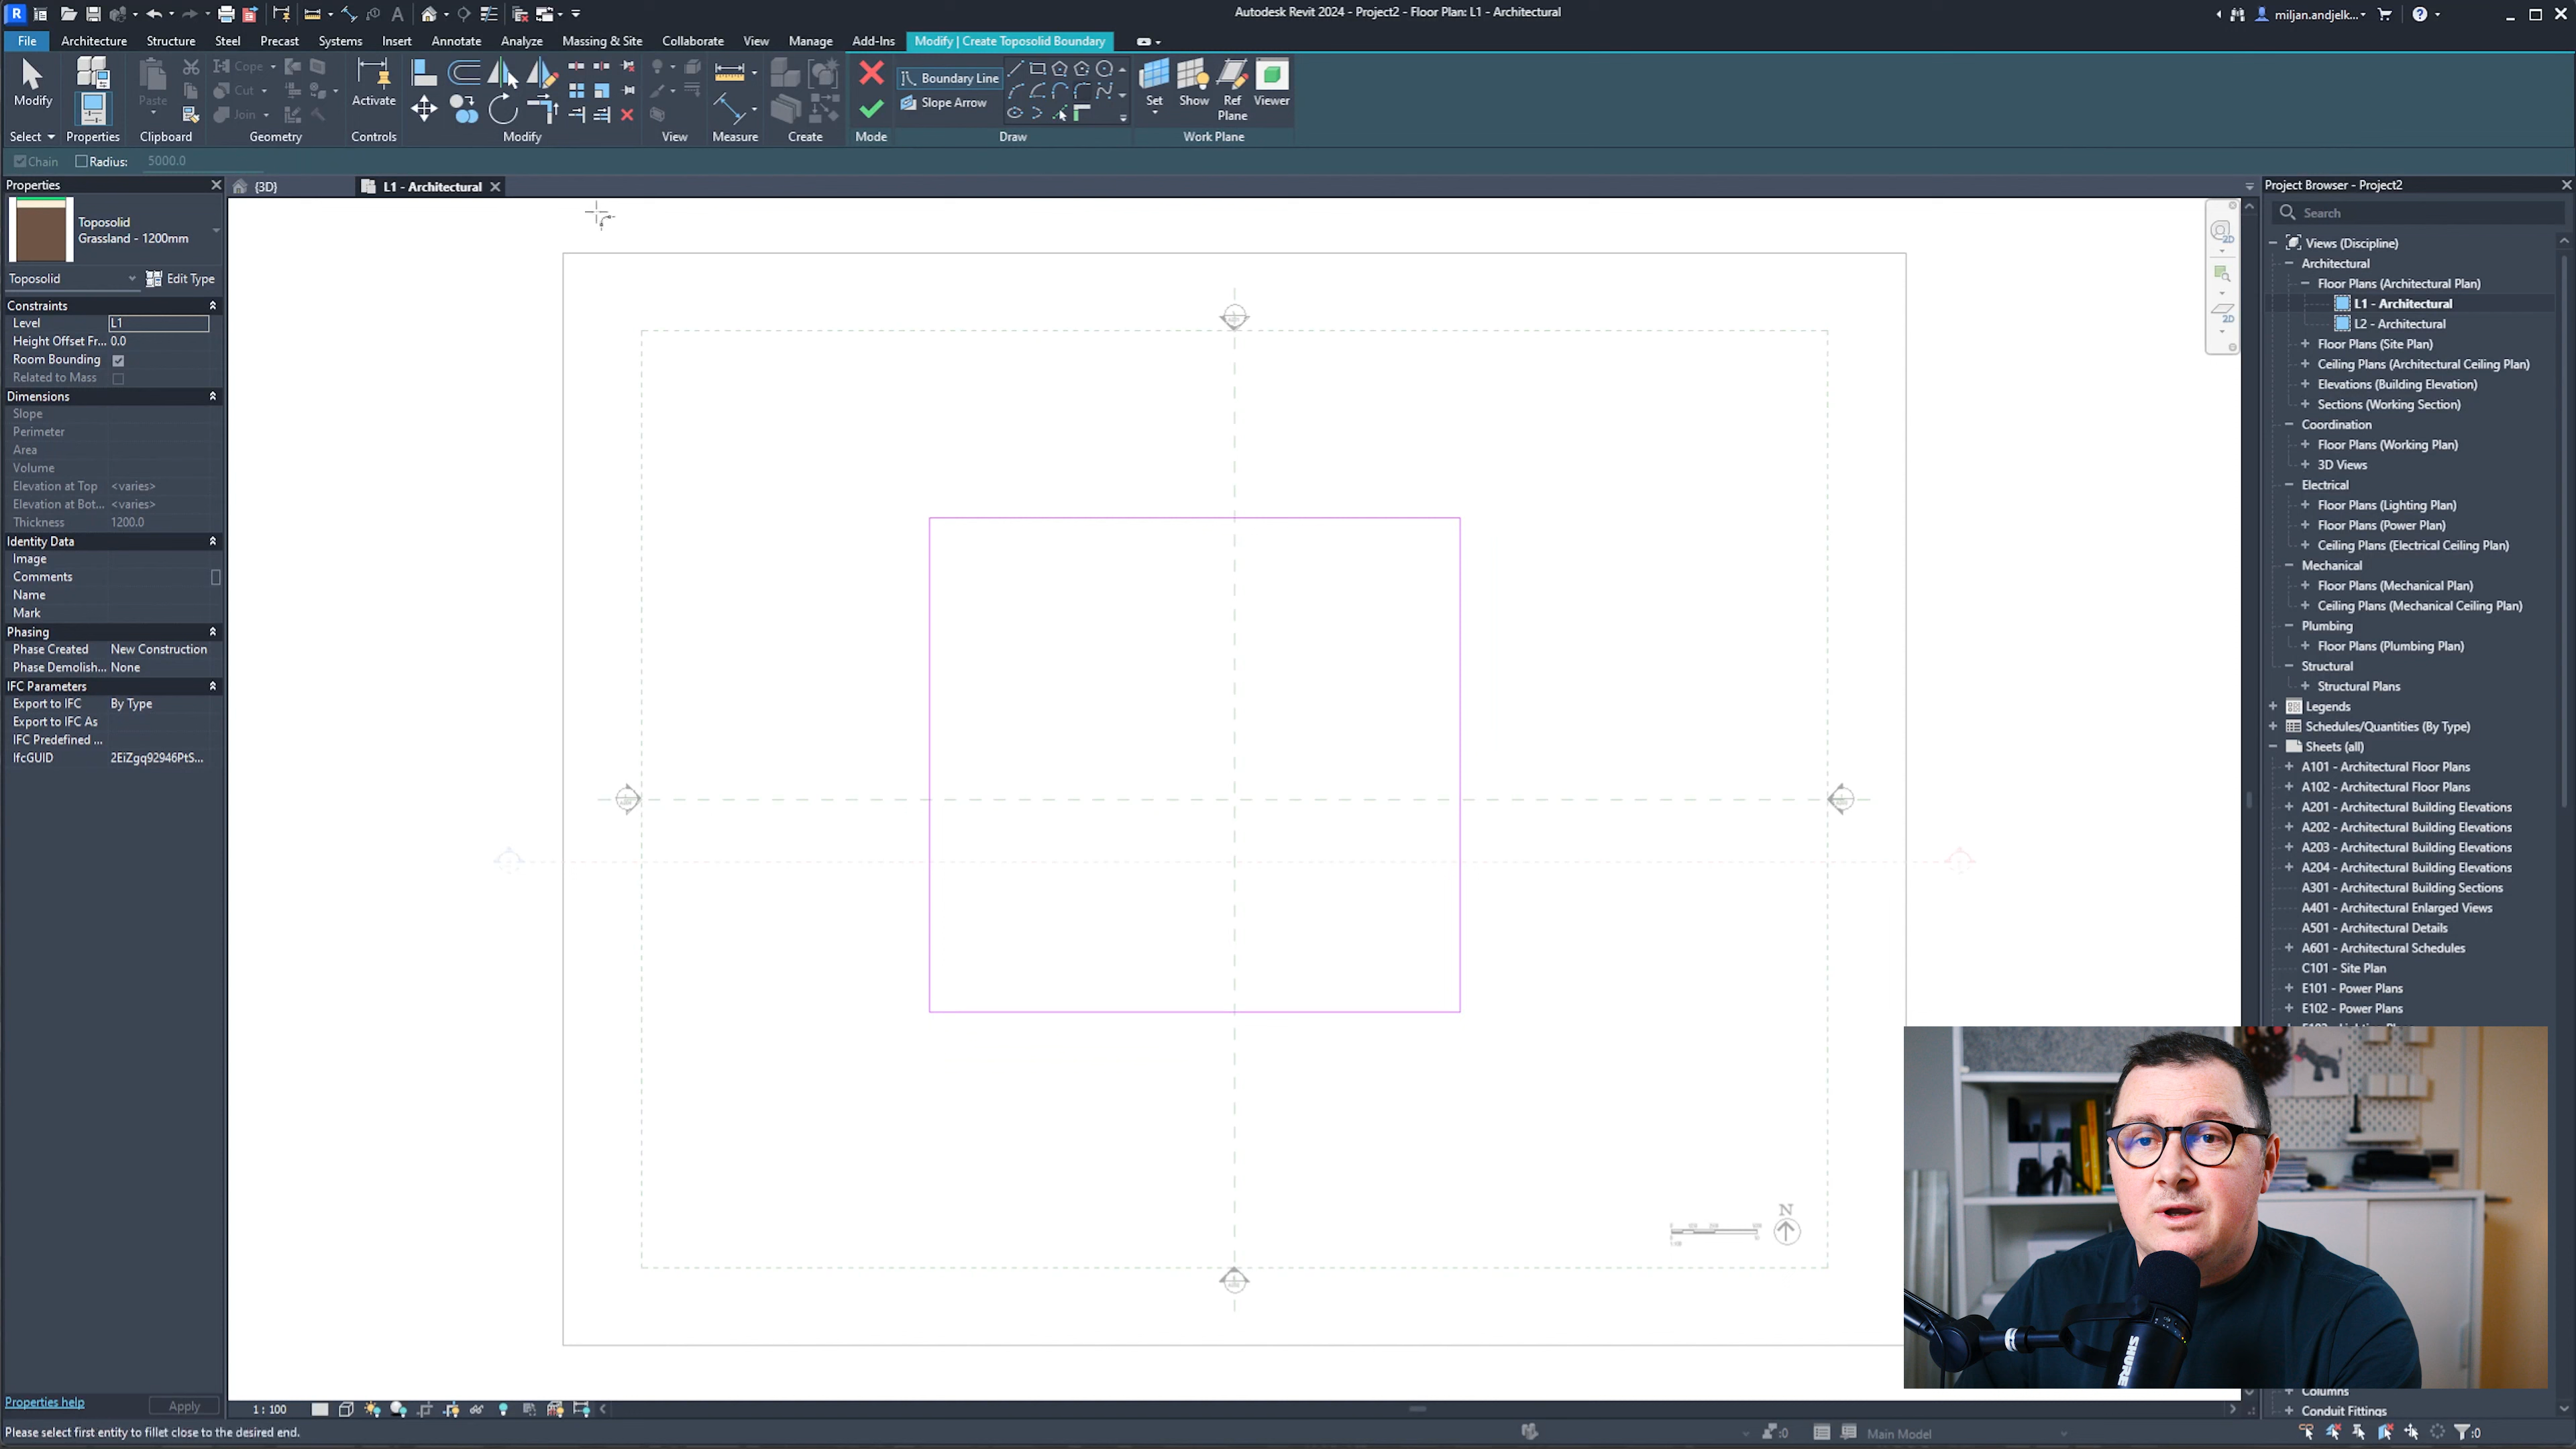 Autodesk Revit 2024 - Project2 - Floor Plan: L1 - Architectural
miljan.andjelk...
File Architecture Structure Steel Precast Systems Insert Annotate Analyze Massing & Site Collaborate View Manage Add-Ins Modify | Create Toposolid Boundary
Modify
Properties
Paste
Cope
Cut
Join
Activate
Boundary Line
Slope Arrow
Set
Show
Ref Plane
Viewer
Select Properties Clipboard Geometry Controls Modify View Measure Create Mode Draw Work Plane
Chain Radius: 5000.0
Properties
{3D}
L1 - Architectural
Toposolid
Grassland - 1200mm
Toposolid Edit Type
Constraints
Level L1
Height Offset Fr... 0.0
Room Bounding
Related to Mass
Dimensions
Slope
Perimeter
Area
Volume
Elevation at Top <varies>
Elevation at Bot... <varies>
Thickness 1200.0
Identity Data
Image
Comments
Name
Mark
Phasing
Phase Created New Construction
Phase Demolish... None
IFC Parameters
Export to IFC By Type
Export to IFC As
IFC Predefined ...
IfcGUID 2EiZgq92946PtS...
Properties help Apply
N
1 : 100
Please select first entity to fillet close to the desired end.
:0
Main Model
:0
Project Browser - Project2
Search
Views (Discipline)
Architectural
Floor Plans (Architectural Plan)
L1 - Architectural
L2 - Architectural
Floor Plans (Site Plan)
Ceiling Plans (Architectural Ceiling Plan)
Elevations (Building Elevation)
Sections (Working Section)
Coordination
Floor Plans (Working Plan)
3D Views
Electrical
Floor Plans (Lighting Plan)
Floor Plans (Power Plan)
Ceiling Plans (Electrical Ceiling Plan)
Mechanical
Floor Plans (Mechanical Plan)
Ceiling Plans (Mechanical Ceiling Plan)
Plumbing
Floor Plans (Plumbing Plan)
Structural
Structural Plans
Legends
Schedules/Quantities (By Type)
Sheets (all)
A101 - Architectural Floor Plans
A102 - Architectural Floor Plans
A201 - Architectural Building Elevations
A202 - Architectural Building Elevations
A203 - Architectural Building Elevations
A204 - Architectural Building Elevations
A301 - Architectural Building Sections
A401 - Architectural Enlarged Views
A501 - Architectural Details
A601 - Architectural Schedules
C101 - Site Plan
E101 - Power Plans
E102 - Power Plans
SHURE
Columns
Conduit Fittings